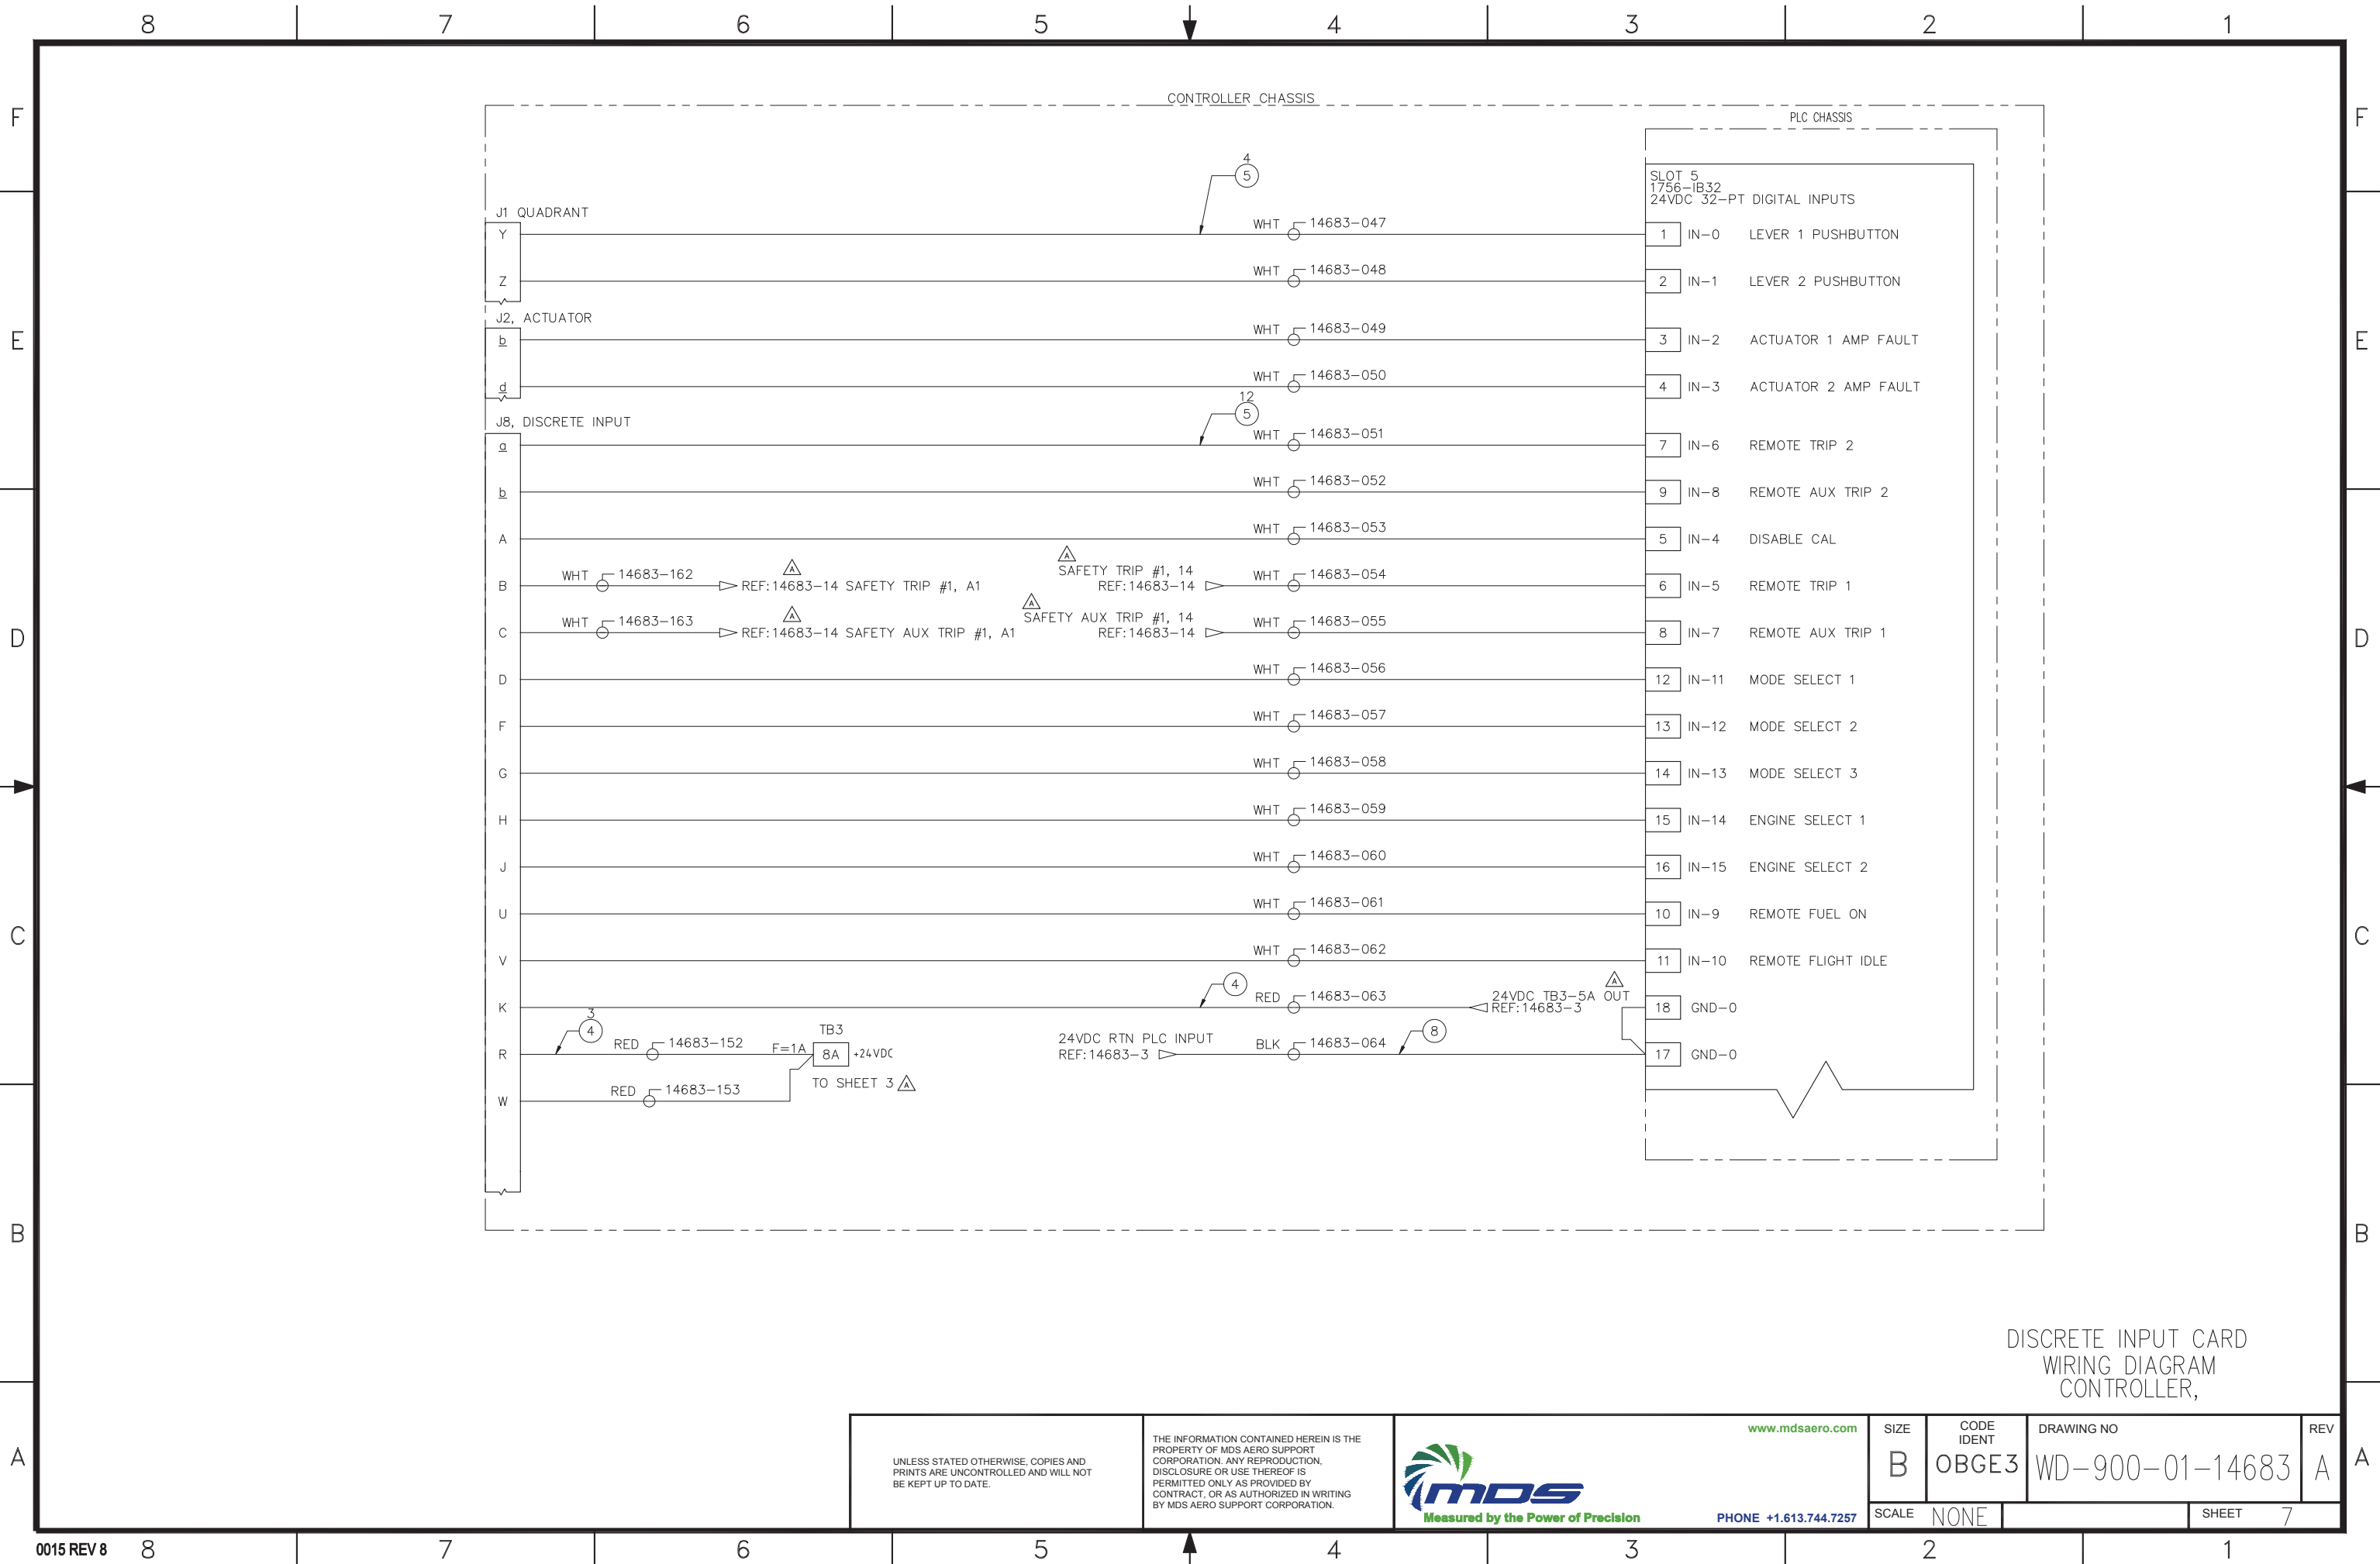 8 7 6 5 4 3 2 1
F F
E E
D D
C C
B B
A A
CONTROLLER CHASSIS
PLC CHASSIS
SLOT 5
1756-IB32
24VDC 32-PT DIGITAL INPUTS
4
5
J1 QUADRANT
Y WHT 14683-047 1 IN-0 LEVER 1 PUSHBUTTON
Z WHT 14683-048 2 IN-1 LEVER 2 PUSHBUTTON
J2, ACTUATOR
b WHT 14683-049 3 IN-2 ACTUATOR 1 AMP FAULT
d WHT 14683-050 4 IN-3 ACTUATOR 2 AMP FAULT
12
5
J8, DISCRETE INPUT
a WHT 14683-051 7 IN-6 REMOTE TRIP 2
b WHT 14683-052 9 IN-8 REMOTE AUX TRIP 2
A WHT 14683-053 5 IN-4 DISABLE CAL
A A
SAFETY TRIP #1, 14
B WHT 14683-162 REF:14683-14 SAFETY TRIP #1, A1 REF:14683-14 WHT 14683-054 6 IN-5 REMOTE TRIP 1
A A
SAFETY AUX TRIP #1, 14
C WHT 14683-163 REF:14683-14 SAFETY AUX TRIP #1, A1 REF:14683-14 WHT 14683-055 8 IN-7 REMOTE AUX TRIP 1
D WHT 14683-056 12 IN-11 MODE SELECT 1
F WHT 14683-057 13 IN-12 MODE SELECT 2
G WHT 14683-058 14 IN-13 MODE SELECT 3
H WHT 14683-059 15 IN-14 ENGINE SELECT 1
J WHT 14683-060 16 IN-15 ENGINE SELECT 2
U WHT 14683-061 10 IN-9 REMOTE FUEL ON
V WHT 14683-062 11 IN-10 REMOTE FLIGHT IDLE
A
4
24VDC TB3-5A OUT
K RED 14683-063 REF:14683-3 18 GND-0
3
4
TB3
24VDC RTN PLC INPUT
8
R RED 14683-152 F=1A 8A +24VDC REF:14683-3 BLK 14683-064 17 GND-0
TO SHEET 3 A
W RED 14683-153
DISCRETE INPUT CARD
WIRING DIAGRAM
CONTROLLER,
UNLESS STATED OTHERWISE, COPIES AND
PRINTS ARE UNCONTROLLED AND WILL NOT
BE KEPT UP TO DATE.
THE INFORMATION CONTAINED HEREIN IS THE
PROPERTY OF MDS AERO SUPPORT
CORPORATION. ANY REPRODUCTION,
DISCLOSURE OR USE THEREOF IS
PERMITTED ONLY AS PROVIDED BY
CONTRACT, OR AS AUTHORIZED IN WRITING
BY MDS AERO SUPPORT CORPORATION.
www.mdsaero.com
mDS
Measured by the Power of Precision
PHONE +1.613.744.7257
SIZE
B
CODE
IDENT
OBGE3
DRAWING NO
WD-900-01-14683
REV
A
SCALE NONE
SHEET 7
0015 REV 8
8 7 6 5 4 3 2 1